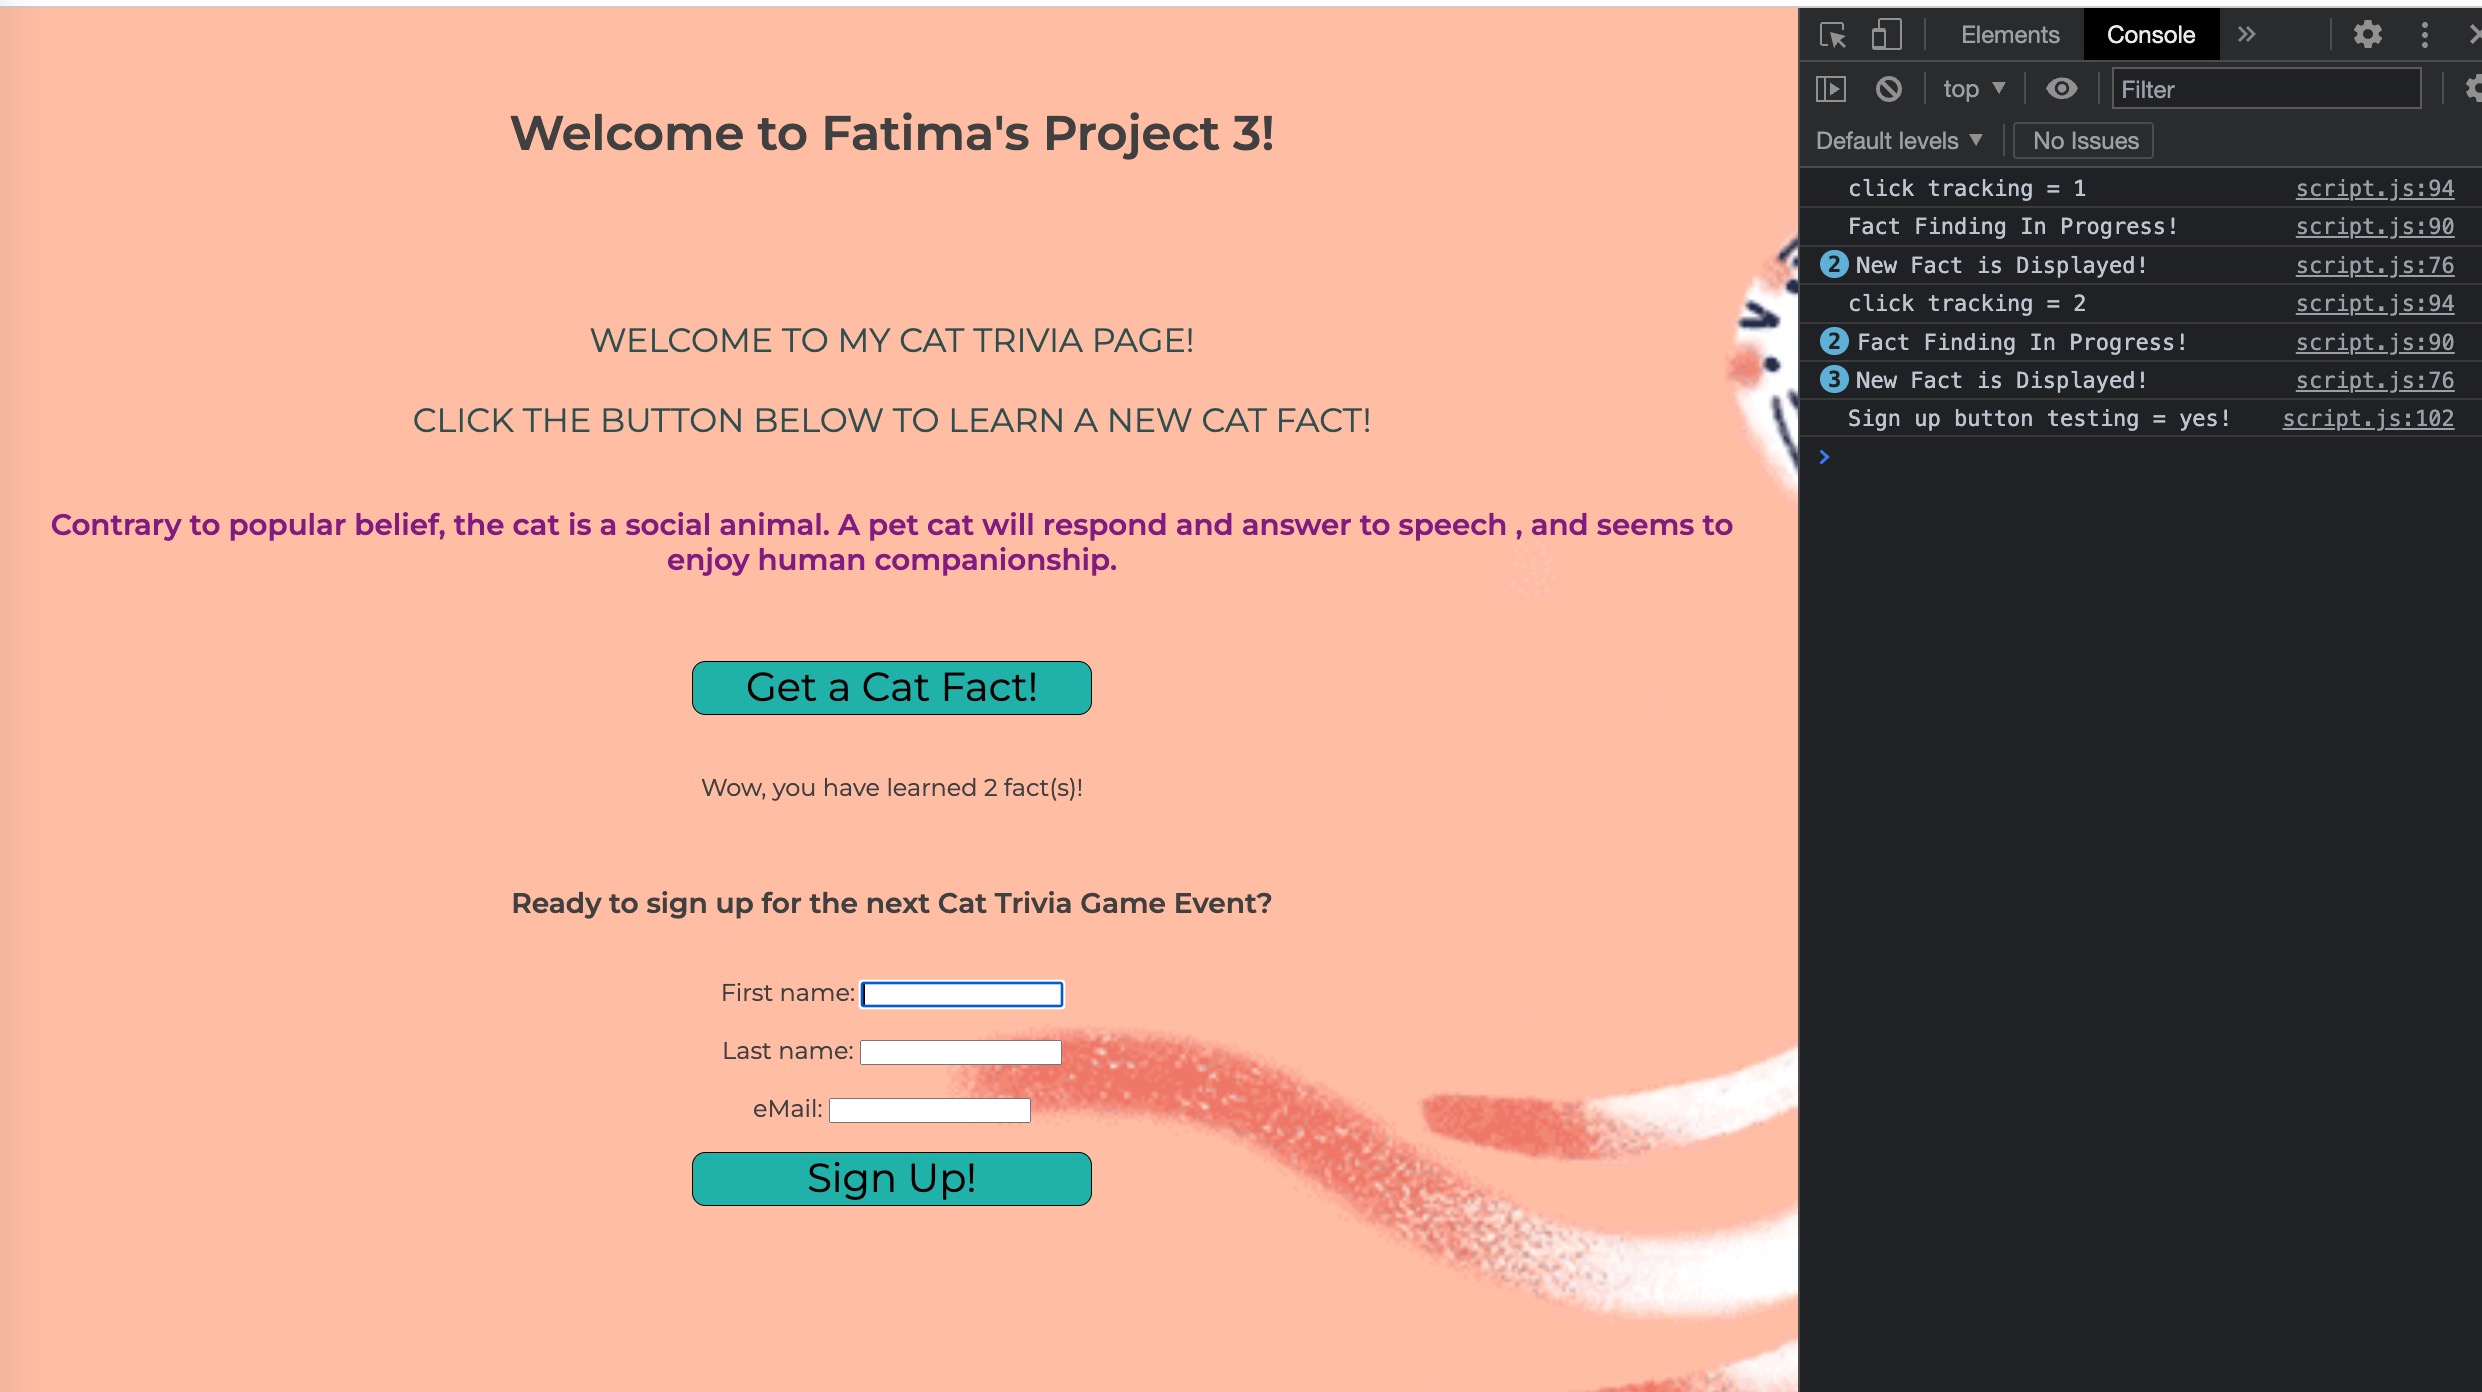 Welcome to Fatima's Project 3!
WELCOME TO MY CAT TRIVIA PAGE!
CLICK THE BUTTON BELOW TO LEARN A NEW CAT FACT!
Contrary to popular belief, the cat is a social animal. A pet cat will respond and answer to speech , and seems to
enjoy human companionship.
Get a Cat Fact!
Wow, you have learned 2 fact(s)!
Ready to sign up for the next Cat Trivia Game Event?
First name:
Last name:
eMail:
Sign Up!
Elements Console
top Filter
Default levels No Issues
click tracking = 1 script.js:94
Fact Finding In Progress! script.js:90
2 New Fact is Displayed! script.js:76
click tracking = 2 script.js:94
2 Fact Finding In Progress! script.js:90
3 New Fact is Displayed! script.js:76
Sign up button testing = yes! script.js:102